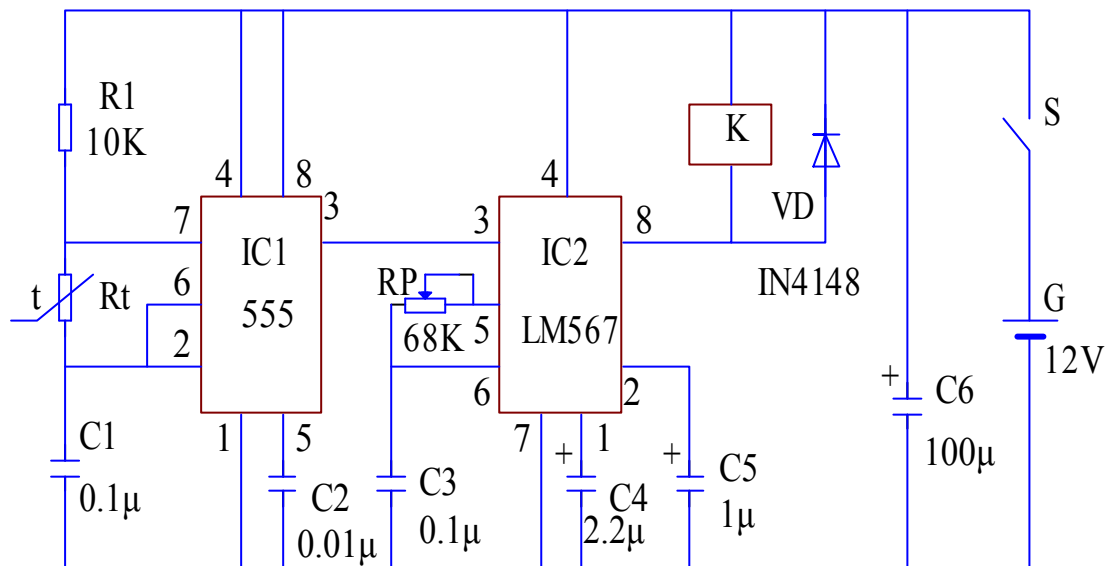 R1
10K
4
8
3
7
IC1
6
t
Rt
555
2
1
5
C1
0.1μ
C2
0.01μ
3
4
8
IC2
RP
68K
5
LM567
6
2
7
1
C3
0.1μ
+
C4
2.2μ
+
C5
1μ
K
VD
IN4148
S
G
12V
+
C6
100μ